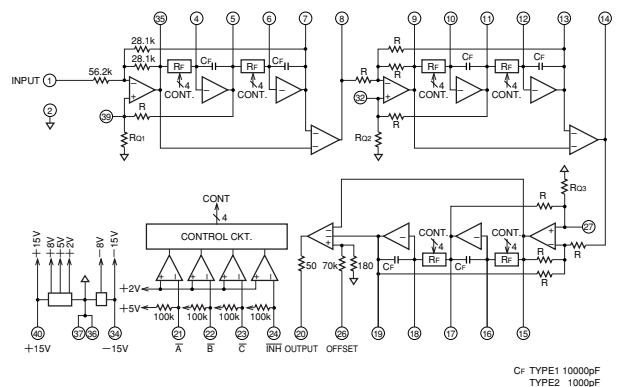 35 4 5 6 7 8 9 10 11 12 13 14
28.1k
28.1k RF CF RF CF R
R RF CF RF CF
56.2k R
INPUT 1
4 4 4 4
CONT. CONT. CONT. CONT.
2 39 R 32 R
RQ1 RQ2
CONT
4
CONTROL CKT.
R RQ3
27
CONT. CONT.
4 4
R
R
R
CF RF CF RF
+15V +8V +5V +2V -8V -15V
+2V
+5V
100k 100k 100k 100k
50 70k 180
40 37 36 34 21 22 23 24 20 26 19 18 17 16 15
+15V -15V A B C INH OUTPUT OFFSET
CF TYPE1 10000pF
TYPE2 1000pF